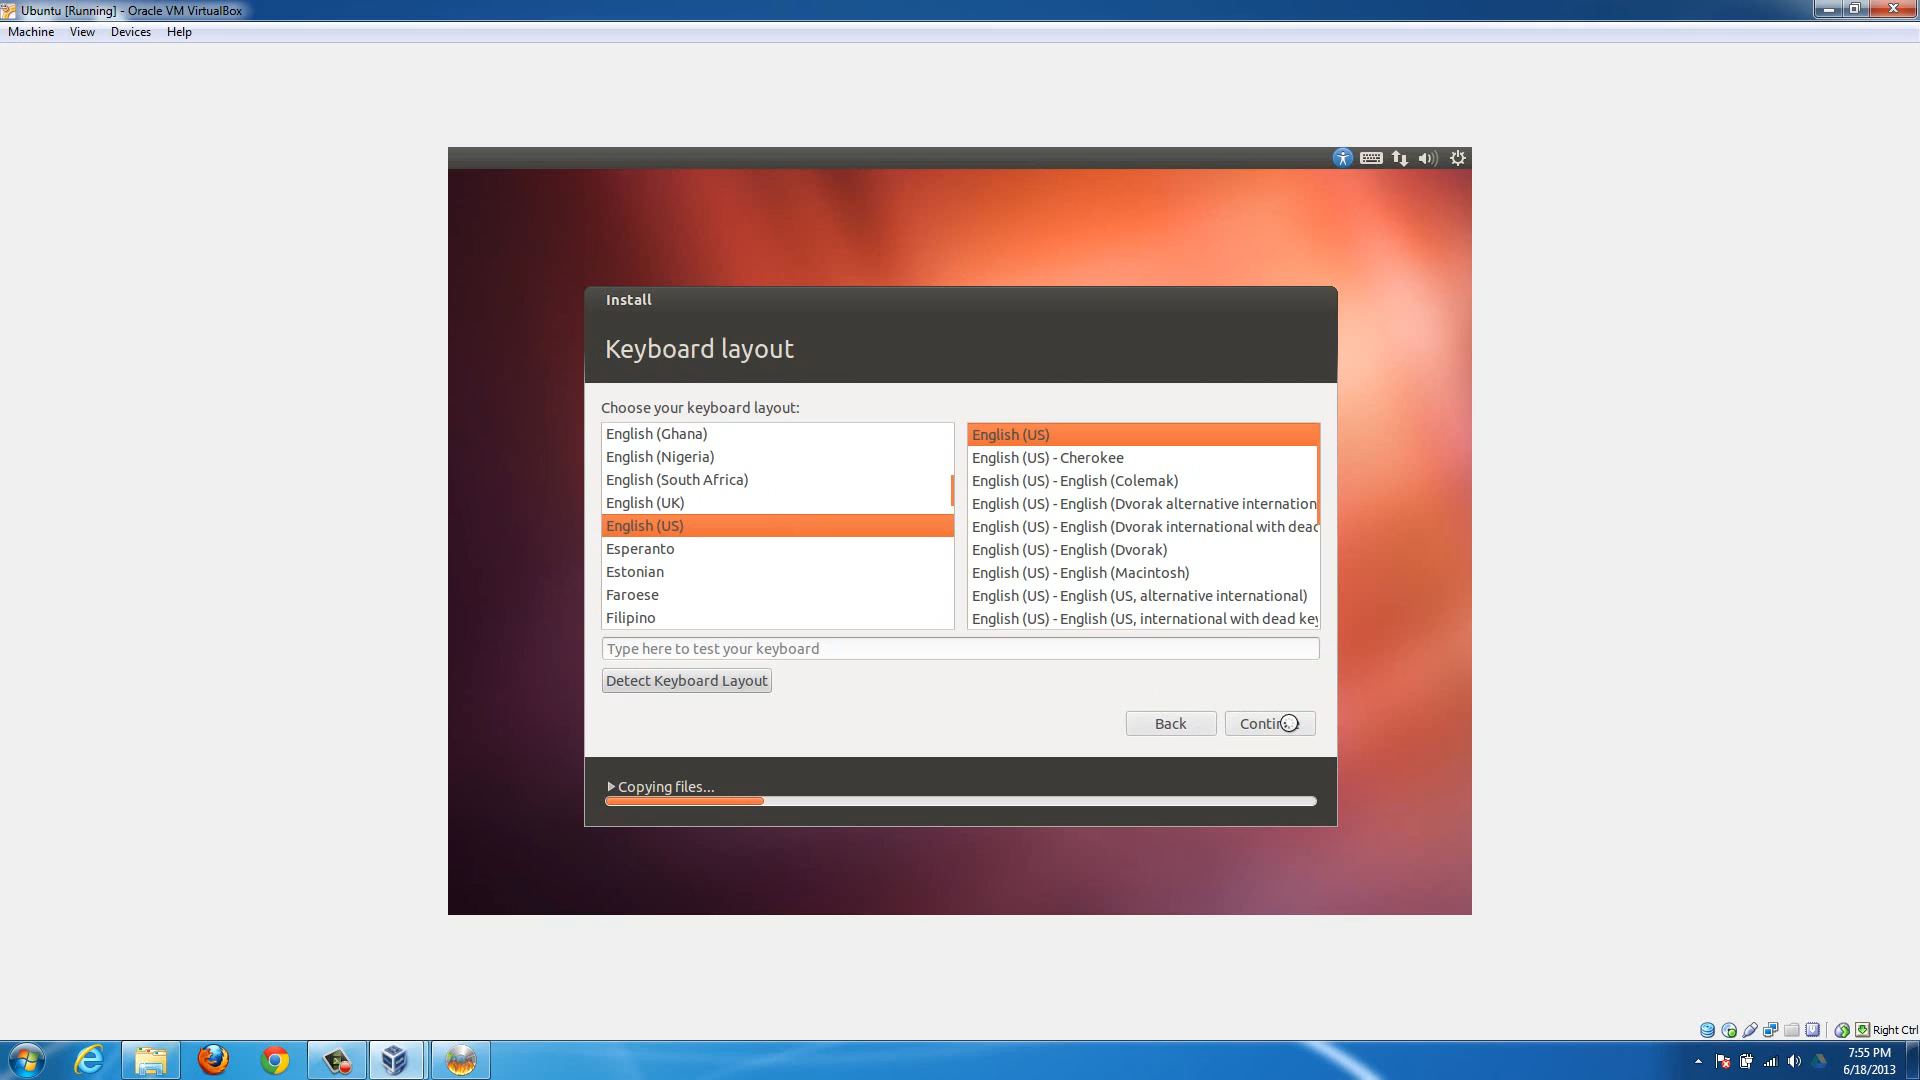 Ubuntu [Running] - Oracle VM VirtualBox
Machine View Devices Help
Install
Keyboard layout
Choose your keyboard layout:
English (Ghana)
English (Nigeria)
English (South Africa)
English (UK)
English (US)
Esperanto
Estonian
Faroese
Filipino
English (US)
English (US) - Cherokee
English (US) - English (Colemak)
English (US) - English (Dvorak alternative internation
English (US) - English (Dvorak international with dead
English (US) - English (Dvorak)
English (US) - English (Macintosh)
English (US) - English (US, alternative international)
English (US) - English (US, international with dead key
Type here to test your keyboard
Detect Keyboard Layout
Back Continue
Copying files...
Right Ctrl
7:55 PM
6/18/2013